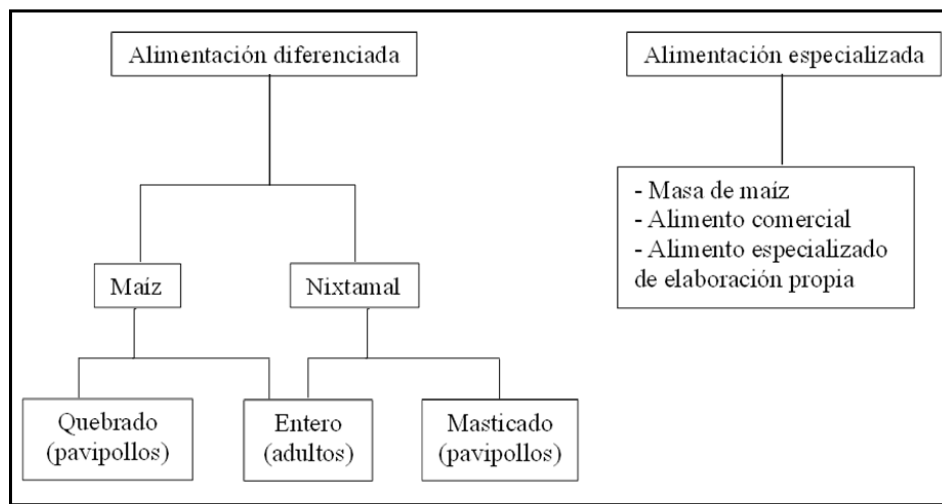 Alimentación diferenciada
Alimentación especializada
- Masa de maíz
- Alimento comercial
- Alimento especializado
de elaboración propia
Maíz
Nixtamal
Quebrado
(pavipollos)
Entero
(adultos)
Masticado
(pavipollos)